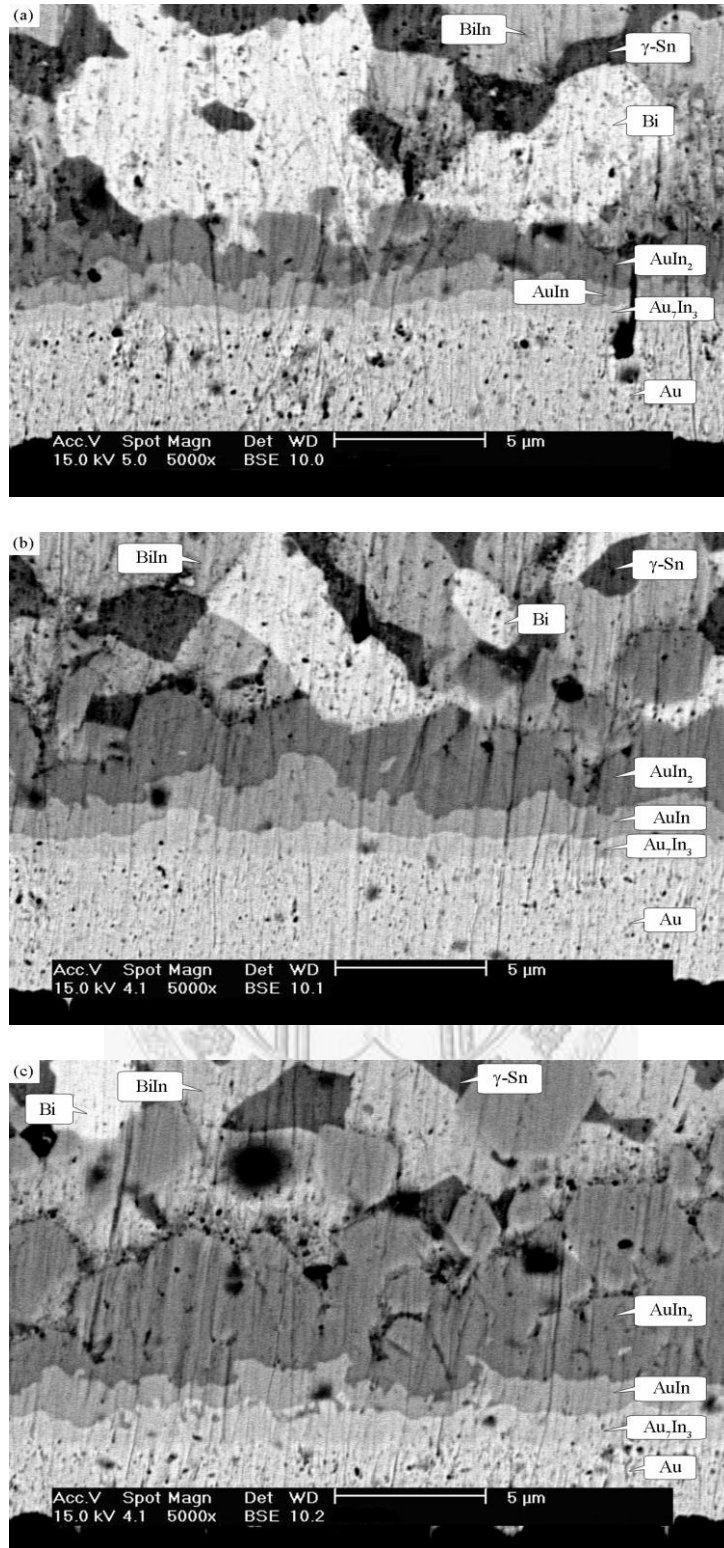 (a)
BiIn
γ-Sn
Bi
AuIn₂
AuIn
Au₇In₃
Au
Acc.V Spot Magn Det WD 5 μm
15.0 kV 5.0 5000x BSE 10.0
(b)
BiIn
γ-Sn
Bi
AuIn₂
AuIn
Au₇In₃
Au
Acc.V Spot Magn Det WD 5 μm
15.0 kV 4.1 5000x BSE 10.1
(c)
BiIn
γ-Sn
Bi
AuIn₂
AuIn
Au₇In₃
Au
Acc.V Spot Magn Det WD 5 μm
15.0 kV 4.1 5000x BSE 10.2